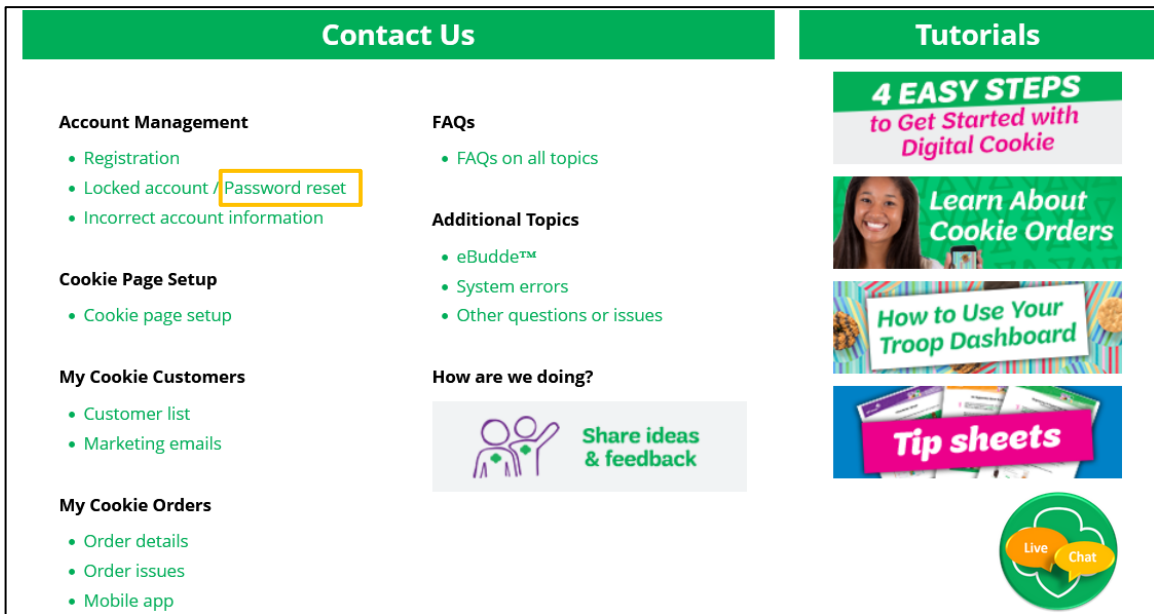 Contact Us
Account Management
• Registration
• Locked account / Password reset
• Incorrect account information
Cookie Page Setup
• Cookie page setup
My Cookie Customers
• Customer list
• Marketing emails
My Cookie Orders
• Order details
• Order issues
• Mobile app
FAQs
• FAQs on all topics
Additional Topics
• eBudde™
• System errors
• Other questions or issues
How are we doing?
Share ideas
& feedback
Tutorials
4 EASY STEPS
to Get Started with
Digital Cookie
Learn About
Cookie Orders
How to Use Your
Troop Dashboard
Tip sheets
Live
Chat